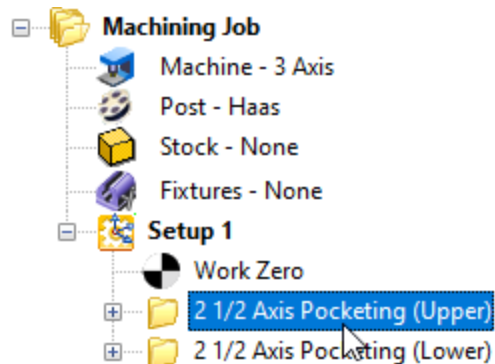 Machining Job
Machine - 3 Axis
Post - Haas
Stock - None
Fixtures - None
Setup 1
Work Zero
2 1/2 Axis Pocketing (Upper)
2 1/2 Axis Pocketing (Lower)